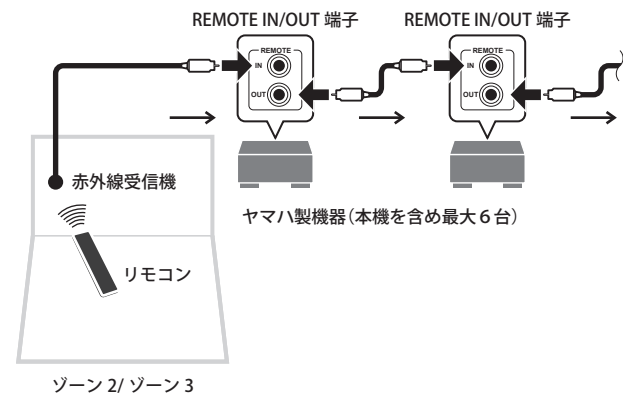 REMOTE IN/OUT 端子
REMOTE IN/OUT 端子
REMOTE
IN
OUT
REMOTE
IN
OUT
赤外線受信機
ヤマハ製機器(本機を含め最大6台)
リモコン
ゾーン 2/ ゾーン 3